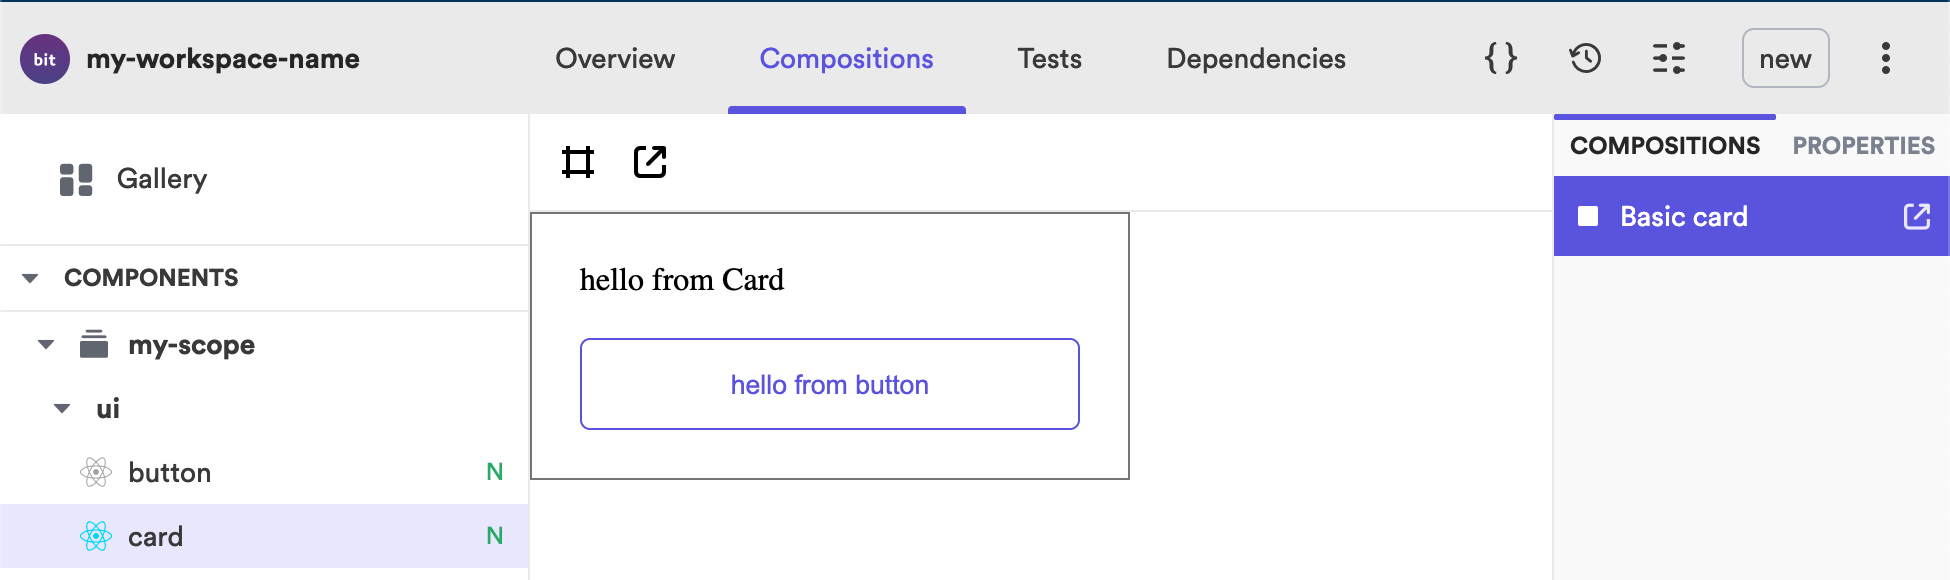 bit my-workspace-name Overview Compositions Tests Dependencies {} new
Gallery
COMPONENTS
my-scope
ui
button N
card N
hello from Card
hello from button
COMPOSITIONS PROPERTIES
Basic card